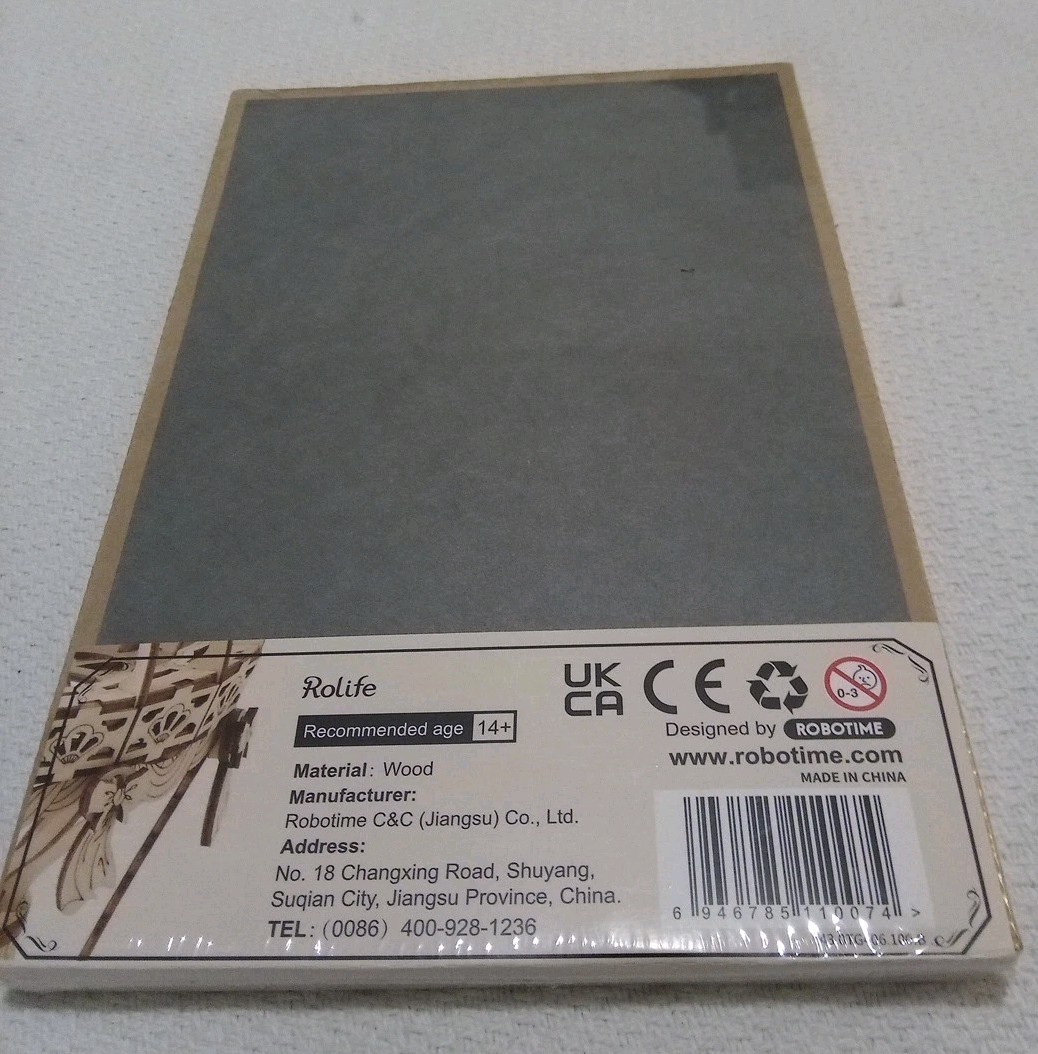 Rolife
Recommended age 14+
Material: Wood
Manufacturer:
Robotime C&C (Jiangsu) Co., Ltd.
Address:
No. 18 Changxing Road, Shuyang,
Suqian City, Jiangsu Province, China.
TEL: (0086) 400-928-1236
UK
CA
CE
0-3
Designed by ROBOTIME
www.robotime.com
MADE IN CHINA
6 946785 110074 >